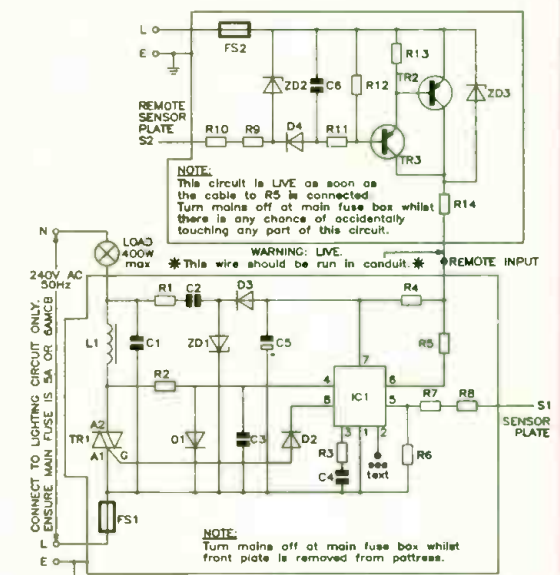 L
FS2
E
R13
TR2
ZD2
C6
R12
ZD3
REMOTE
SENSOR
PLATE
S2
R10
R9
D4
R11
TR3
NOTE:
This circuit is LIVE as soon as
the cable to R5 is connected
Turn mains off at main fuse box whilst
there is any chance of accidentally
touching any part of this circuit.
R14
N
LOAD
400W
max
WARNING: LIVE.
*This wire should be run in conduit.*
REMOTE INPUT
240V AC
50Hz
CONNECT TO LIGHTING CIRCUIT ONLY.
ENSURE MAIN FUSE IS 5A OR 6AMCB
R1
C2
D3
R4
L1
C1
ZD1
C5
R5
7
R2
4
6
IC1
R7
R8
S1
8
5
SENSOR
PLATE
A2
TR1
A1
G
D1
C3
D2
3
1
2
R3
R6
C4
see
text
FS1
NOTE:
Turn mains off at main fuse box whilst
front plate is removed from pattress.
L
E